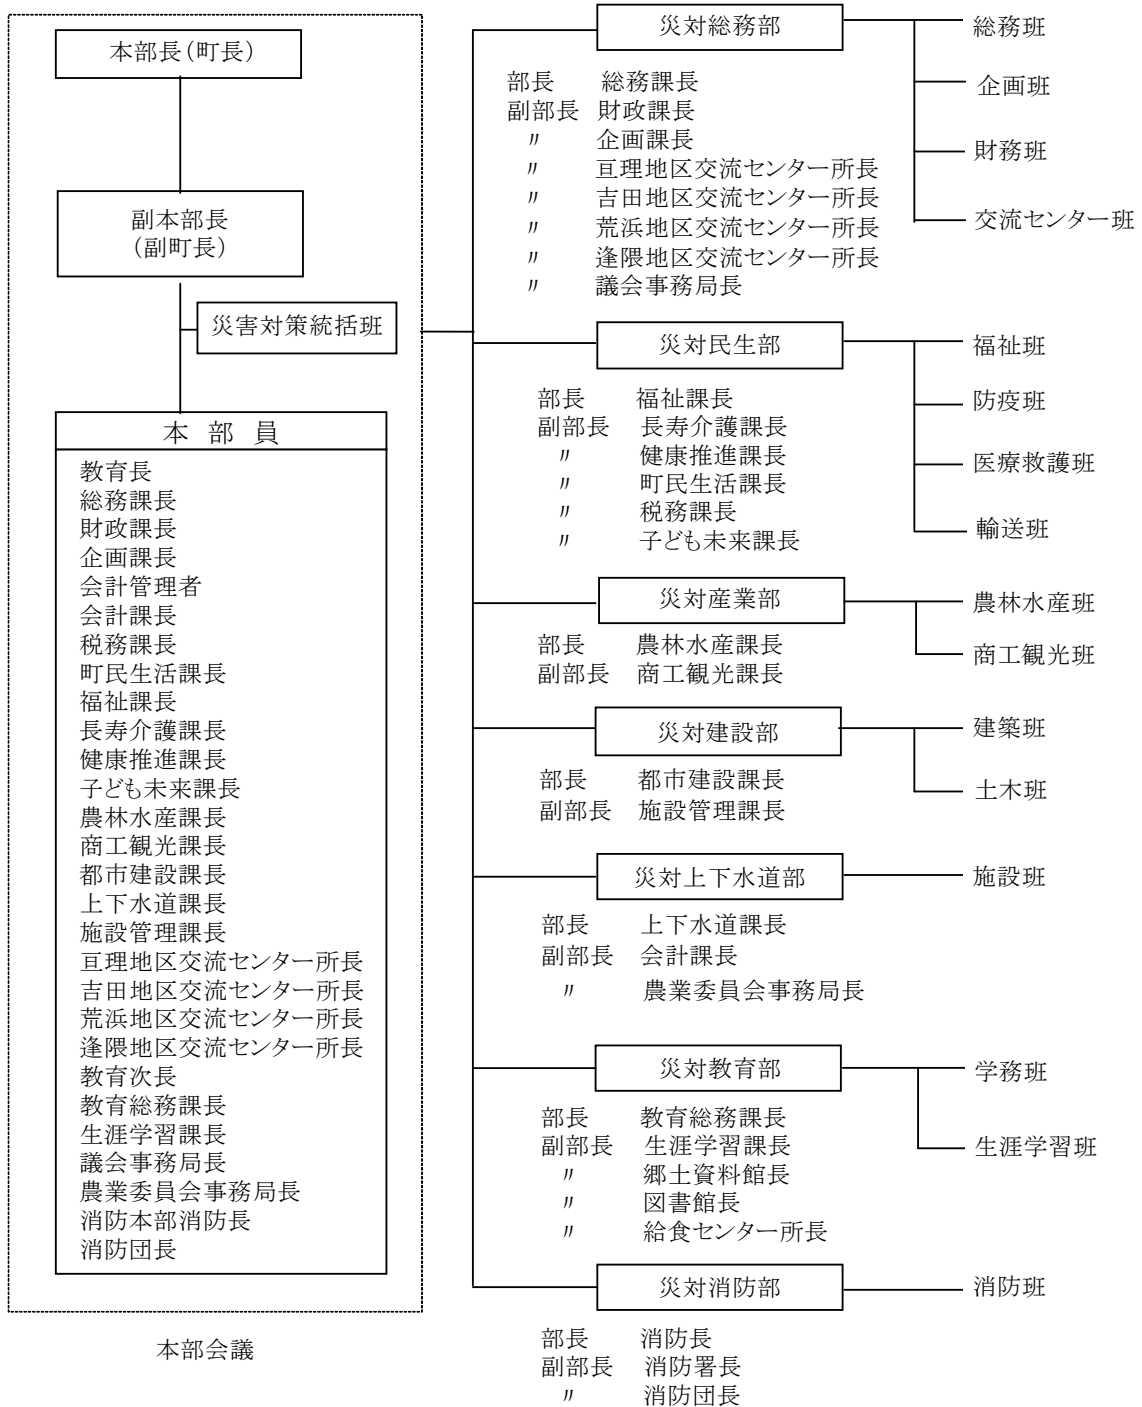 本部長（町長）
副本部長
（副町長）
災害対策統括班
本 部 員
教育長
総務課長
財政課長
企画課長
会計管理者
会計課長
税務課長
町民生活課長
福祉課長
長寿介護課長
健康推進課長
子ども未来課長
農林水産課長
商工観光課長
都市建設課長
上下水道課長
施設管理課長
亘理地区交流センター所長
吉田地区交流センター所長
荒浜地区交流センター所長
逢隈地区交流センター所長
教育次長
教育総務課長
生涯学習課長
議会事務局長
農業委員会事務局長
消防本部消防長
消防団長
本部会議
災対総務部
部長 総務課長
副部長 財政課長
〃 企画課長
〃 亘理地区交流センター所長
〃 吉田地区交流センター所長
〃 荒浜地区交流センター所長
〃 逢隈地区交流センター所長
〃 議会事務局長
総務班
企画班
財務班
交流センター班
災対民生部
部長 福祉課長
副部長 長寿介護課長
〃 健康推進課長
〃 町民生活課長
〃 税務課長
〃 子ども未来課長
福祉班
防疫班
医療救護班
輸送班
災対産業部
部長 農林水産課長
副部長 商工観光課長
農林水産班
商工観光班
災対建設部
部長 都市建設課長
副部長 施設管理課長
建築班
土木班
災対上下水道部
部長 上下水道課長
副部長 会計課長
〃 農業委員会事務局長
施設班
災対教育部
部長 教育総務課長
副部長 生涯学習課長
〃 郷土資料館長
〃 図書館長
〃 給食センター所長
学務班
生涯学習班
災対消防部
部長 消防長
副部長 消防署長
〃 消防団長
消防班